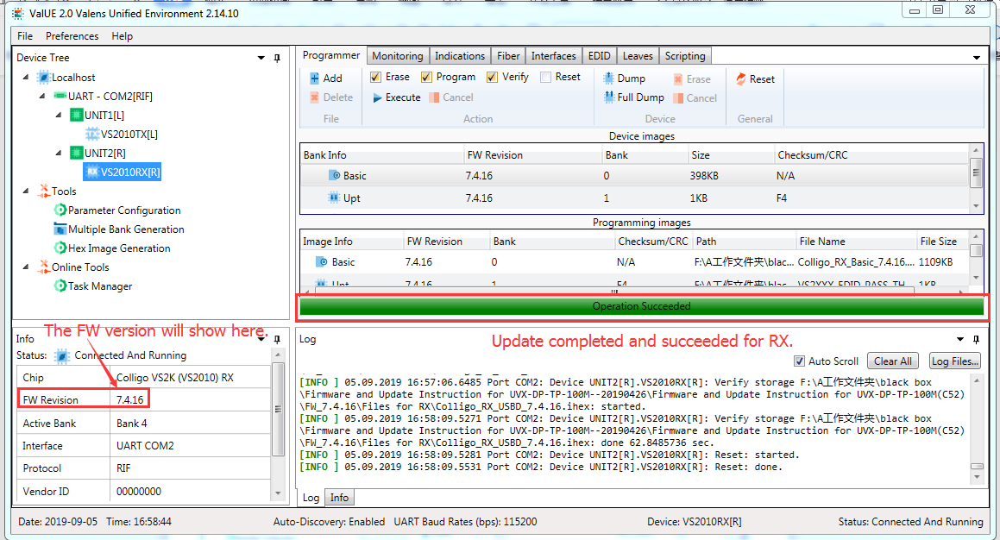 ValUE 2.0 Valens Unified Environment 2.14.10
File Preferences Help
Device Tree
Localhost
UART - COM2[RIF]
UNIT1[L]
VS2010TX[L]
UNIT2[R]
VS2010RX[R]
Tools
Parameter Configuration
Multiple Bank Generation
Hex Image Generation
Online Tools
Task Manager
Programmer Monitoring Indications Fiber Interfaces EDID Leaves Scripting
Add Erase Program Verify Reset Dump Erase Reset
Delete Execute Cancel Full Dump Cancel
File Action Device General
Device images
Bank Info FW Revision Bank Size Checksum/CRC
Basic 7.4.16 0 398KB N/A
Upt 7.4.16 1 1KB F4
Programming images
Image Info FW Revision Bank Checksum/CRC Path File Name File Size
Basic 7.4.16 0 N/A F:\A工作文件夹\blac... Colligo_RX_Basic_7.4.16.... 1109KB
Upt 7.4.16 1 F4 F:\A工作文件夹\blac... VS2XXX_EDID_PASS_TH... 1KB
Operation Succeeded
The FW version will show here.
Info
Status: Connected And Running
Chip Colligo VS2K (VS2010) RX
FW Revision 7.4.16
Active Bank Bank 4
Interface UART COM2
Protocol RIF
Vendor ID 00000000
Log
Update completed and succeeded for RX.
Auto Scroll Clear All Log Files...
[INFO ] 05.09.2019 16:57:06.6485 Port COM2: Device UNIT2[R].VS2010RX[R]: Verify storage F:\A工作文件夹\black box
\Firmware and Update Instruction for UVX-DP-TP-100M--20190426\Firmware and Update Instruction for UVX-DP-TP-100M(C52)
\FW_7.4.16\Files for RX\Colligo_RX_USBD_7.4.16.ihex: started.
[INFO ] 05.09.2019 16:58:09.5271 Port COM2: Device UNIT2[R].VS2010RX[R]: Verify storage F:\A工作文件夹\black box
\Firmware and Update Instruction for UVX-DP-TP-100M--20190426\Firmware and Update Instruction for UVX-DP-TP-100M(C52)
\FW_7.4.16\Files for RX\Colligo_RX_USBD_7.4.16.ihex: done 62.8485736 sec.
[INFO ] 05.09.2019 16:58:09.5281 Port COM2: Device UNIT2[R].VS2010RX[R]: Reset: started.
[INFO ] 05.09.2019 16:58:09.5531 Port COM2: Device UNIT2[R].VS2010RX[R]: Reset: done.
Log Info
Date: 2019-09-05 Time: 16:58:44 Auto-Discovery: Enabled UART Baud Rates (bps): 115200 Device: VS2010RX[R] Status: Connected And Running